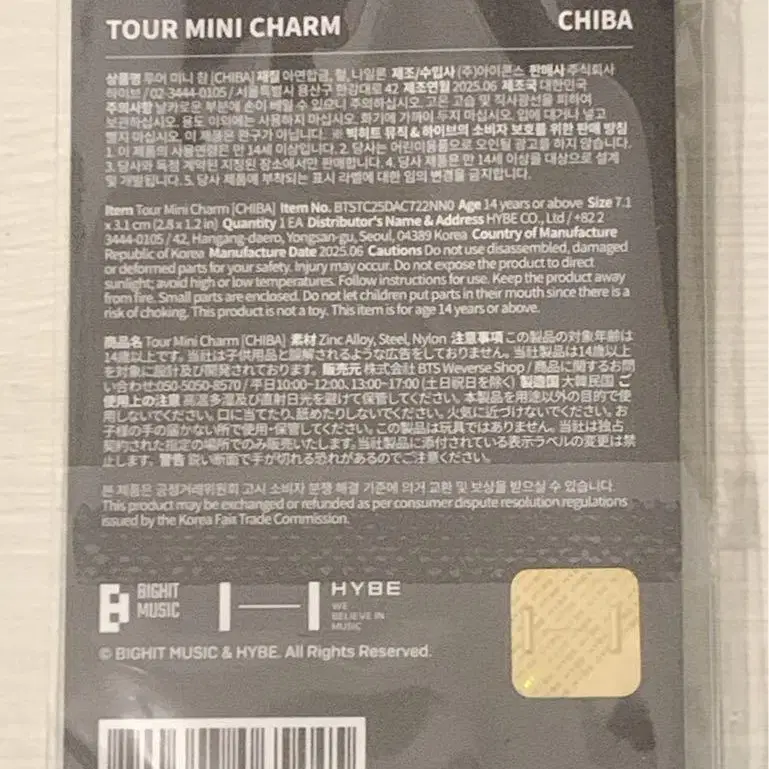 TOUR MINI CHARM
CHIBA
상품명 투어 미니 참 [CHIBA] 재질 아연합금, 철, 나일론 제조/수입사 (주)아이콘스 판매사 주식회사
하이브 / 02-3444-0105 / 서울특별시 용산구 한강대로 42 제조연월 2025.06 제조국 대한민국
주의사항 날카로운 부분에 손이 베일 수 있으니 주의하십시오. 고온 고습 및 직사광선을 피하여
보관하십시오. 용도 이외에는 사용하지 마십시오. 화기에 가까이 두지 마십시오. 입에 대거나 넣고
빨지 마십시오. 이 제품은 완구가 아닙니다. ※ 빅히트 뮤직 & 하이브의 소비자 보호를 위한 판매 방침
1. 이 제품의 사용연령은 만 14세 이상입니다. 2. 당사는 어린이용품으로 오인될 광고를 하지 않습니다.
3. 당사와 독점 계약된 지정된 장소에서만 판매합니다. 4. 당사 제품은 만 14세 이상을 대상으로 설계
및 개발됩니다. 5. 당사 제품에 부착되는 표시 라벨에 대한 임의 변경을 금지합니다.
Item Tour Mini Charm [CHIBA] Item No. BTSTC25DACT22NN0 Age 14 years or above Size 7.1
x 3.1 cm (2.8 x 1.2 in) Quantity 1 EA Distributor's Name & Address HYBE CO., Ltd / +82 2
3444-0105 / 42, Hangang-daero, Yongsan-gu, Seoul, 04389 Korea Country of Manufacture
Republic of Korea Manufacture Date 2025.06 Cautions Do not use disassembled, damaged
or deformed parts for your safety. Injury may occur. Do not expose the product to direct
sunlight; avoid high or low temperatures. Follow instructions for use. Keep the product away
from fire. Small parts are enclosed. Do not let children put parts in their mouth since there is a
risk of choking. This product is not a toy. This item is for age 14 years or above.
商品名 Tour Mini Charm [CHIBA] 素材 Zinc Alloy, Steel, Nylon 注意事項 この製品の対象年齢は
14歳以上です。当社は子供用品と誤解されるような広告をしておりません。当社製品は14歳以上
を対象に設計及び開発されております。販売元 株式会社 BTS Weverse Shop / 商品に関するお問
い合わせ:050-5050-8570 / 平日10:00~12:00、13:00~17:00 (土日祝日を除く) 製造国 大韓民国 ご
使用上の注意 高温多湿及び直射日光を避けて保管してください。本製品を用途以外の目的で使
用しないでください。口に当てたり、舐めたりしないでください。火気に近づけないでください。お
子様の手の届かない所で使用・保管してください。この製品は玩具ではありません。当社は独占
契約された指定の場所でのみ販売いたします。当社製品に添付されている表示ラベルの変更は禁
止します。警告 鋭い断面で手が切れる恐れがあるのでご注意ください。
본 제품은 공정거래위원회 고시 소비자 분쟁 해결 기준에 의거 교환 및 보상을 받으실 수 있습니다.
This product may be exchanged or refunded as per consumer dispute resolution regulations
issued by the Korea Fair Trade Commission.
BIGHIT
MUSIC
HYBE
WE
BELIEVE IN
MUSIC
© BIGHIT MUSIC & HYBE. All Rights Reserved.